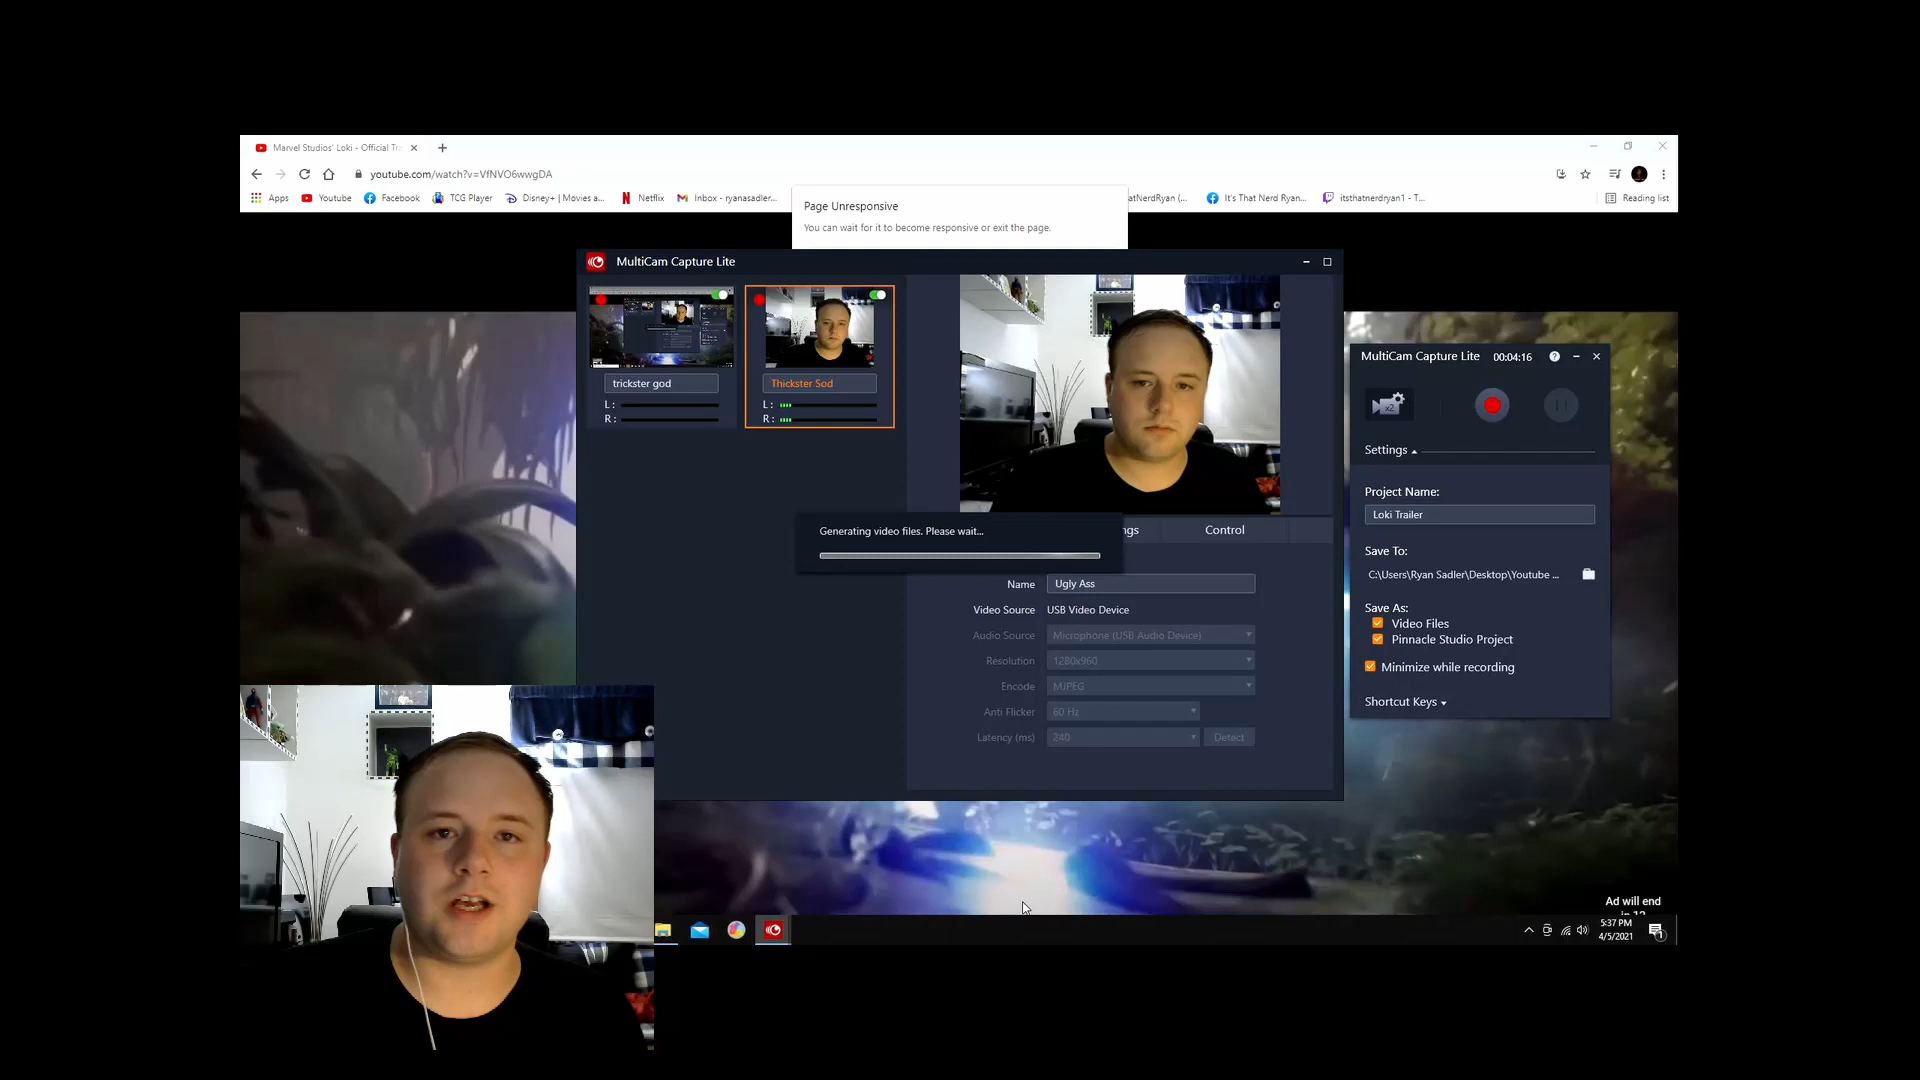 Marvel Studios' Loki - Official Tr
youtube.com/watch?v=VfNVO6wwgDA
Apps
Youtube
Facebook
TCG Player
Disney+ | Movies a...
Netflix
Inbox - ryanasadler...
atNerdRyan (...
It's That Nerd Ryan...
itsthatnerdryan1 - T...
Reading list
Page Unresponsive
You can wait for it to become responsive or exit the page.
MultiCam Capture Lite
trickster god
L:
R:
Thickster Sod
L:
R:
Generating video files. Please wait...
ngs
Control
Name
Ugly Ass
Video Source
USB Video Device
Audio Source
Microphone (USB Audio Device)
Resolution
1280x960
Encode
MJPEG
Anti Flicker
60 Hz
Latency (ms)
240
Detect
MultiCam Capture Lite
00:04:16
x2
Settings
Project Name:
Loki Trailer
Save To:
C:\Users\Ryan Sadler\Desktop\Youtube ...
Save As:
Video Files
Pinnacle Studio Project
Minimize while recording
Shortcut Keys
Ad will end
in 12
5:37 PM
4/5/2021
1